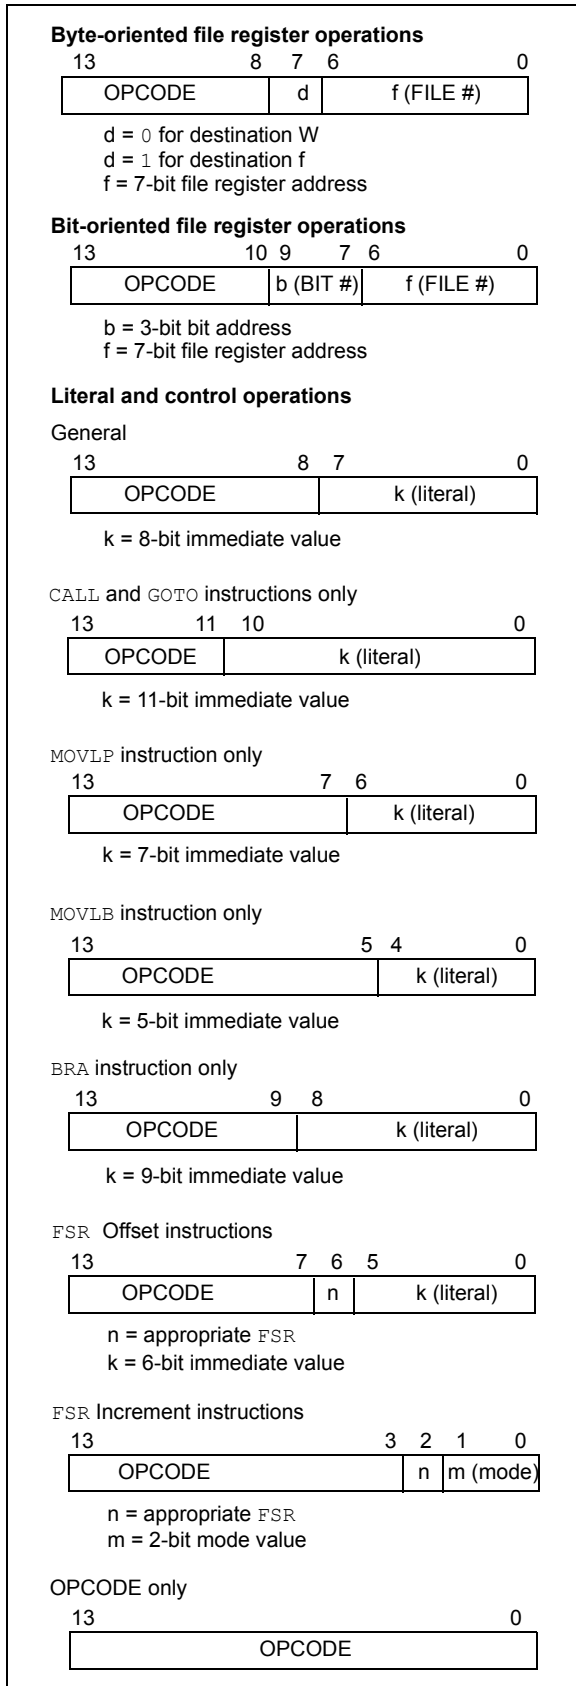 Byte-oriented file register operations
13 8 7 6 0
OPCODE d f (FILE #)
d = 0 for destination W
d = 1 for destination f
f = 7-bit file register address
Bit-oriented file register operations
13 10 9 7 6 0
OPCODE b (BIT #) f (FILE #)
b = 3-bit bit address
f = 7-bit file register address
Literal and control operations
General
13 8 7 0
OPCODE k (literal)
k = 8-bit immediate value
CALL and GOTO instructions only
13 11 10 0
OPCODE k (literal)
k = 11-bit immediate value
MOVLP instruction only
13 7 6 0
OPCODE k (literal)
k = 7-bit immediate value
MOVLB instruction only
13 5 4 0
OPCODE k (literal)
k = 5-bit immediate value
BRA instruction only
13 9 8 0
OPCODE k (literal)
k = 9-bit immediate value
FSR Offset instructions
13 7 6 5 0
OPCODE n k (literal)
n = appropriate FSR
k = 6-bit immediate value
FSR Increment instructions
13 3 2 1 0
OPCODE n m (mode)
n = appropriate FSR
m = 2-bit mode value
OPCODE only
13 0
OPCODE